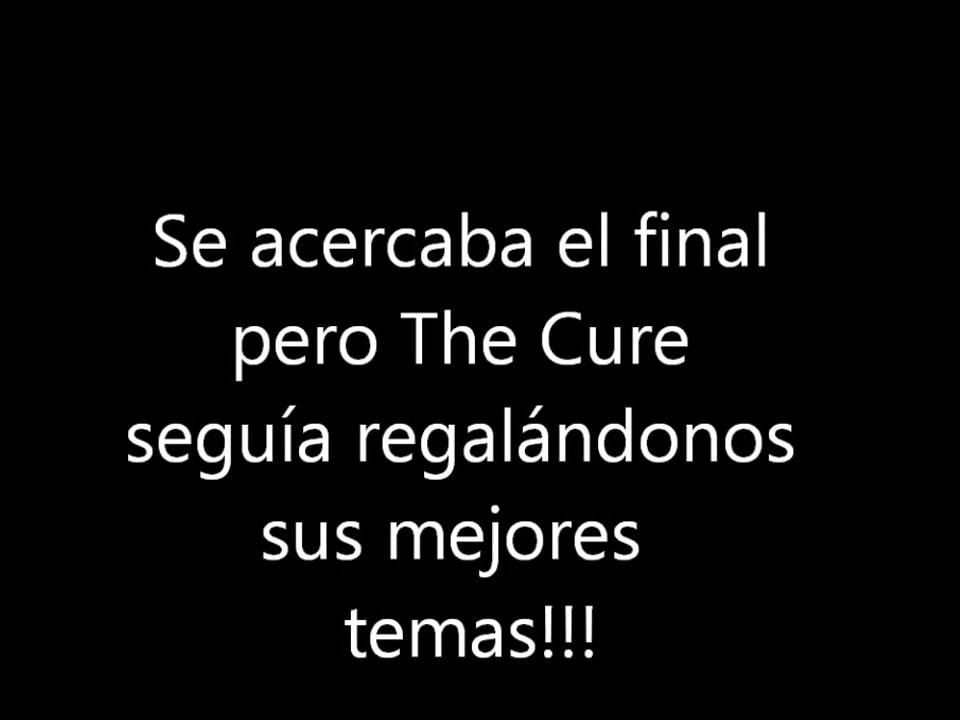 Se acercaba el final
pero The Cure
seguía regalándonos
sus mejores
temas!!!